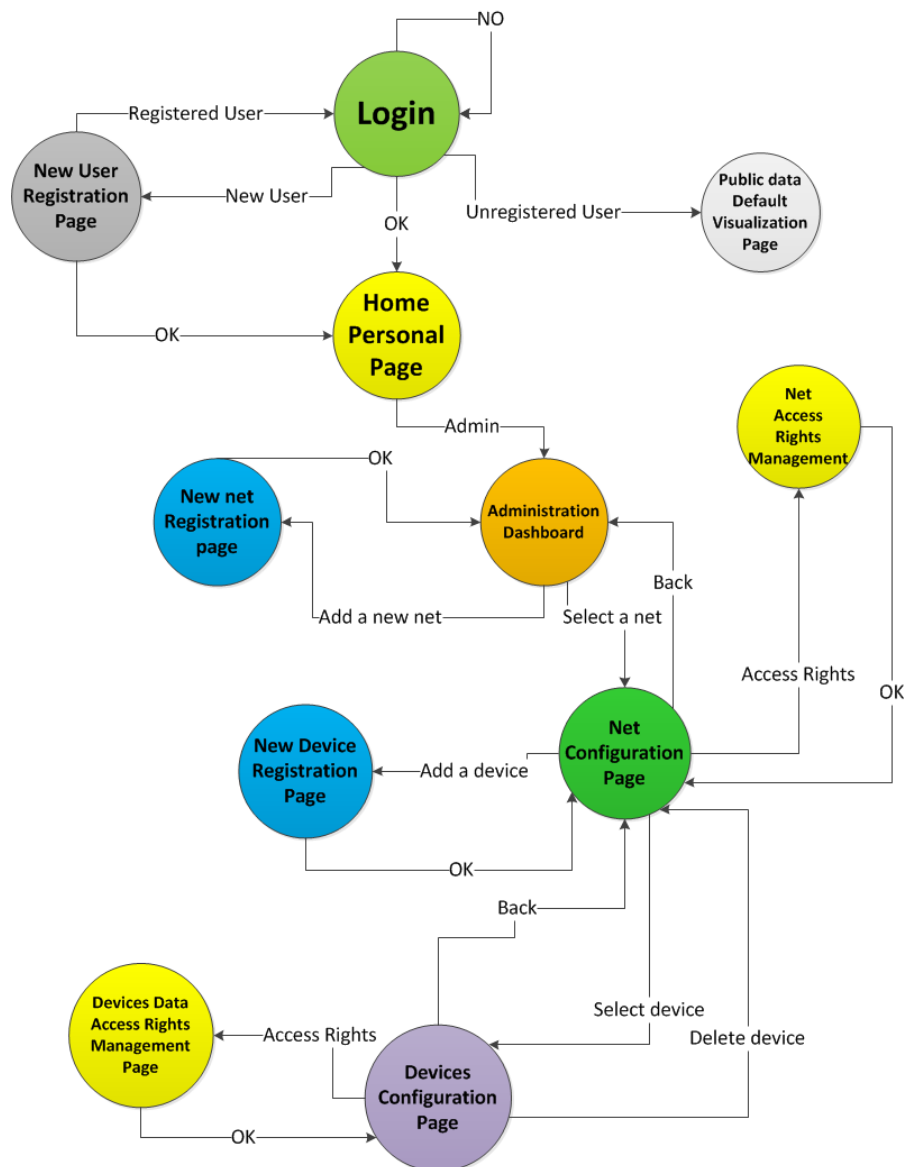 NO
Login
Registered User
New User
Registration
Page
New User
OK
Unregistered User
Public data
Default
Visualization
Page
Home
Personal
Page
OK
Admin
Net
Access
Rights
Management
OK
New net
Registration
page
Administration
Dashboard
Back
Add a new net
Select a net
Access Rights
OK
New Device
Registration
Page
Add a device
Net
Configuration
Page
OK
Back
Select device
Delete device
Devices Data
Access Rights
Management
Page
Access Rights
Devices
Configuration
Page
OK